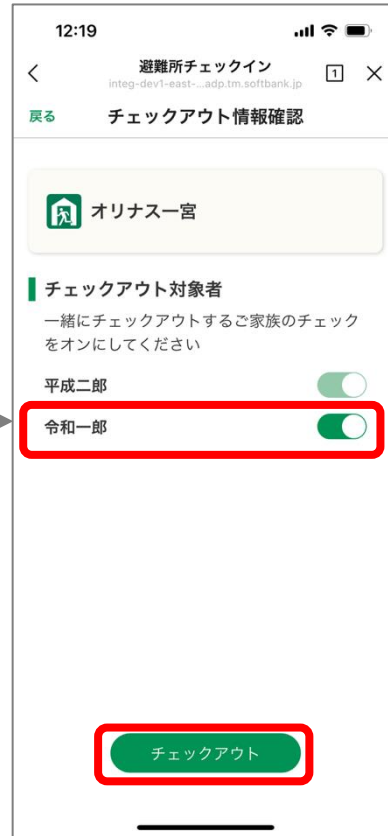 12:19
避難所チェックイン
1
integ-dev1-east-...adp.tm.softbank.jp
戻る
チェックアウト情報確認
オリナス一宮
チェックアウト対象者
一緒にチェックアウトするご家族のチェック
をオンにしてください
平成二郎
令和一郎
チェックアウト